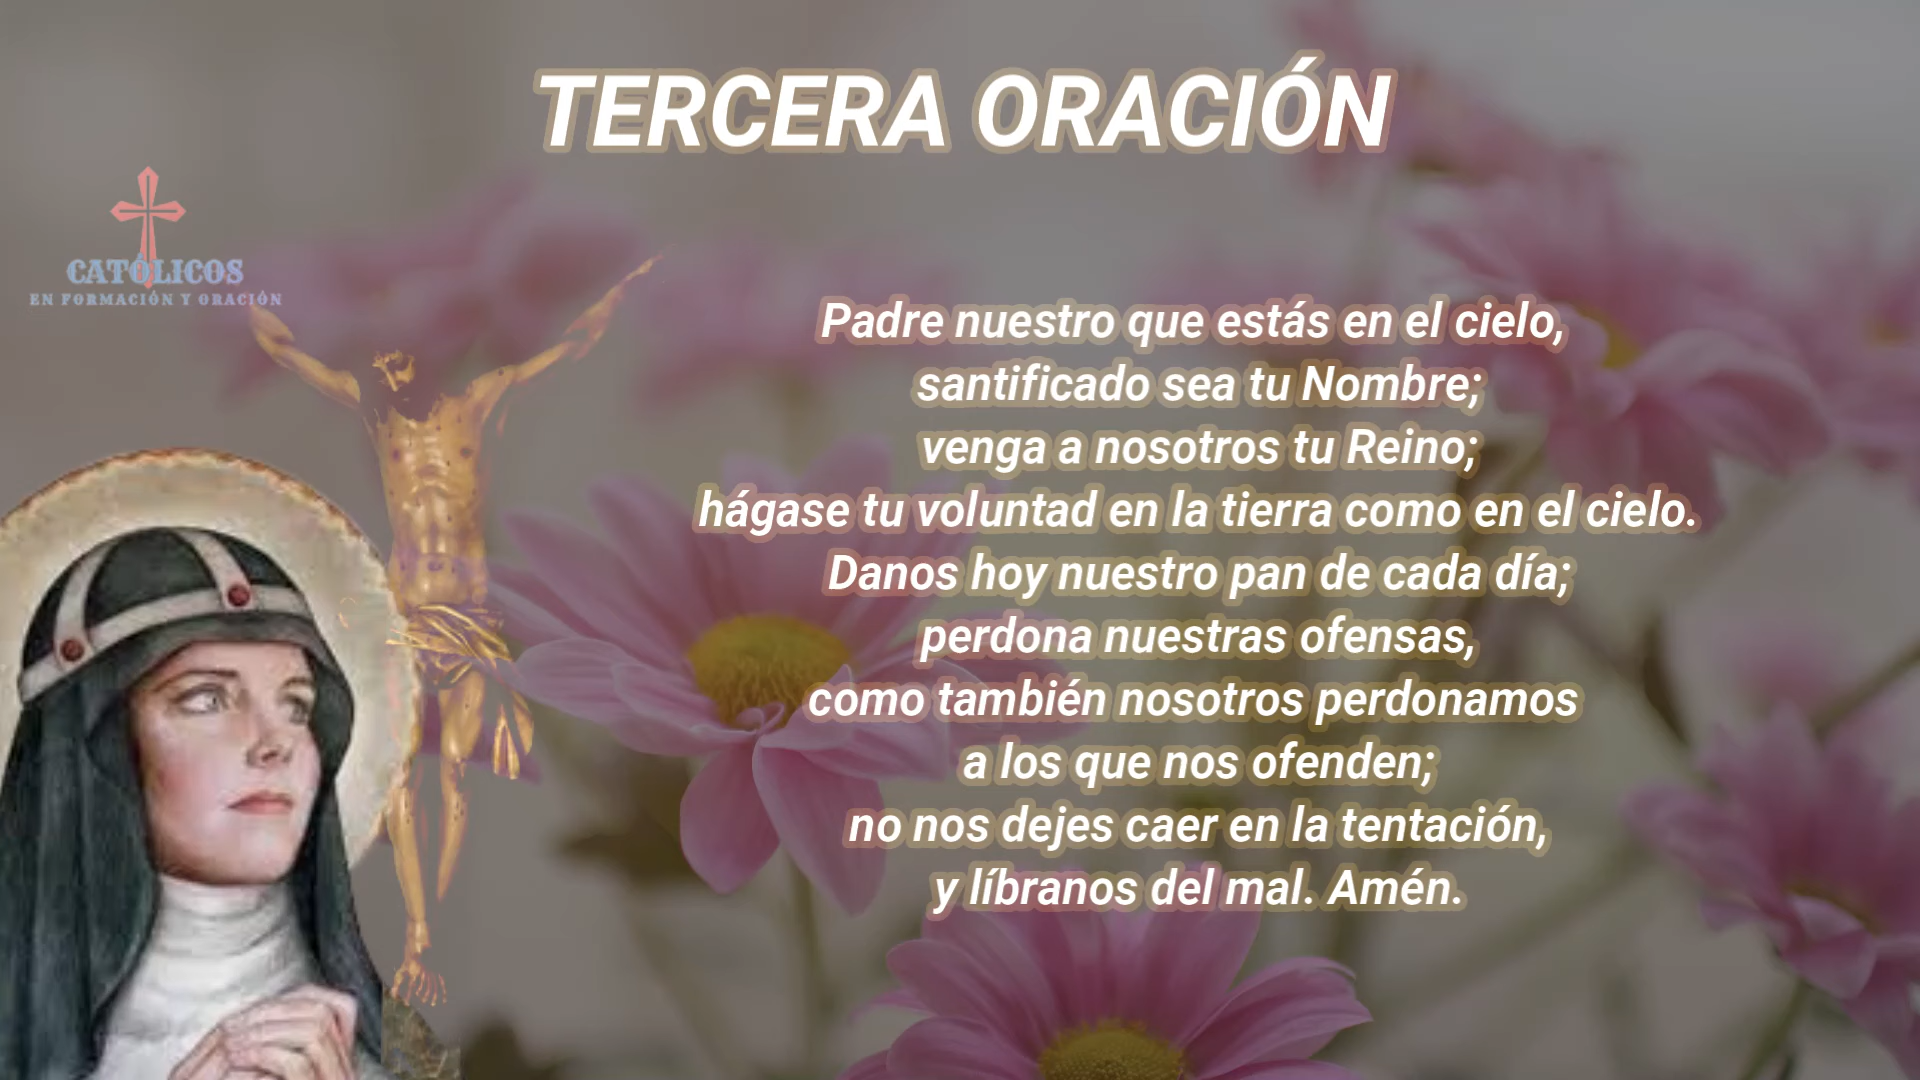 TERCERA ORACIÓN
CATÓLICOS
EN FORMACIÓN Y ORACIÓN
Padre nuestro que estás en el cielo,
santificado sea tu Nombre;
venga a nosotros tu Reino;
hágase tu voluntad en la tierra como en el cielo.
Danos hoy nuestro pan de cada día;
perdona nuestras ofensas,
como también nosotros perdonamos
a los que nos ofenden;
no nos dejes caer en la tentación,
y líbranos del mal. Amén.